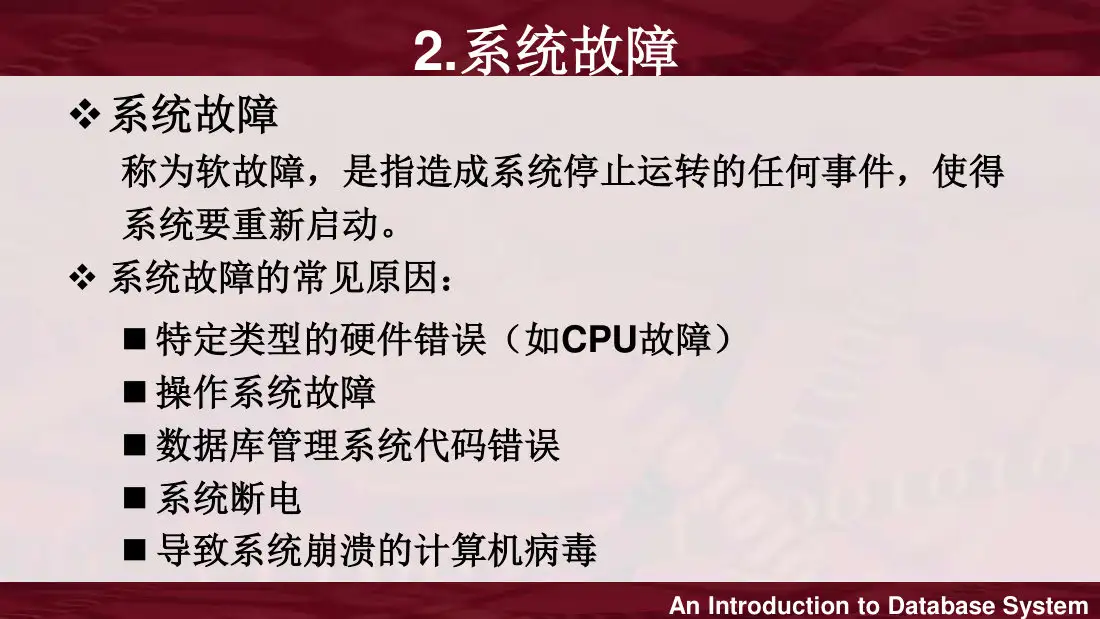 2.系统故障
❖ 系统故障
称为软故障，是指造成系统停止运转的任何事件，使得
系统要重新启动。
❖ 系统故障的常见原因：
■ 特定类型的硬件错误（如CPU故障）
■ 操作系统故障
■ 数据库管理系统代码错误
■ 系统断电
■ 导致系统崩溃的计算机病毒
An Introduction to Database System